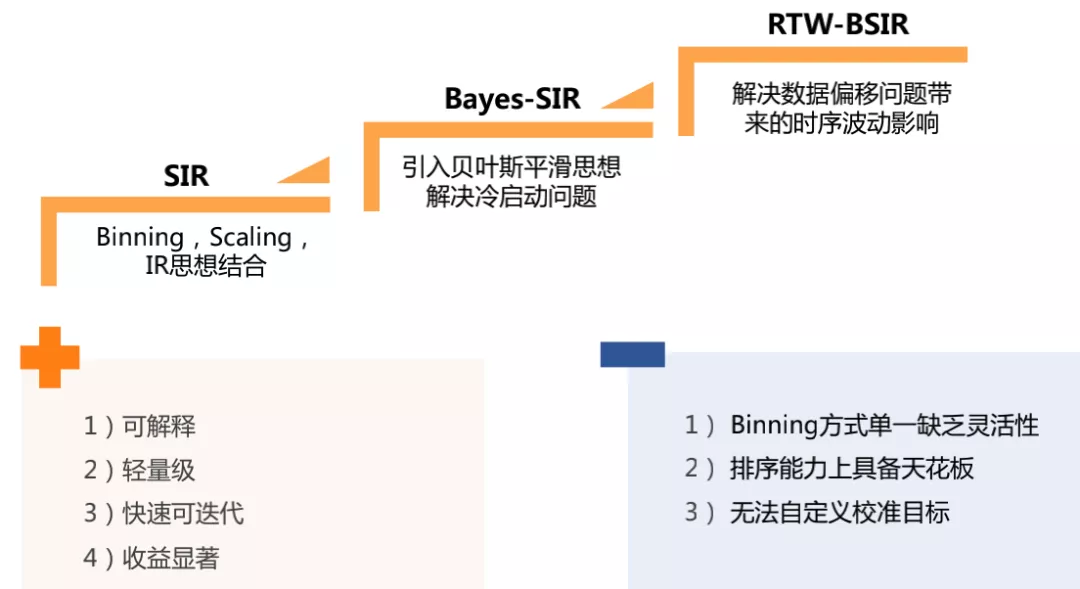 RTW-BSIR
解决数据偏移问题带
来的时序波动影响
Bayes-SIR
引入贝叶斯平滑思想
解决冷启动问题
SIR
Binning，Scaling，
IR思想结合
1）可解释
2）轻量级
3）快速可迭代
4）收益显著
1） Binning方式单一缺乏灵活性
2） 排序能力上具备天花板
3） 无法自定义校准目标